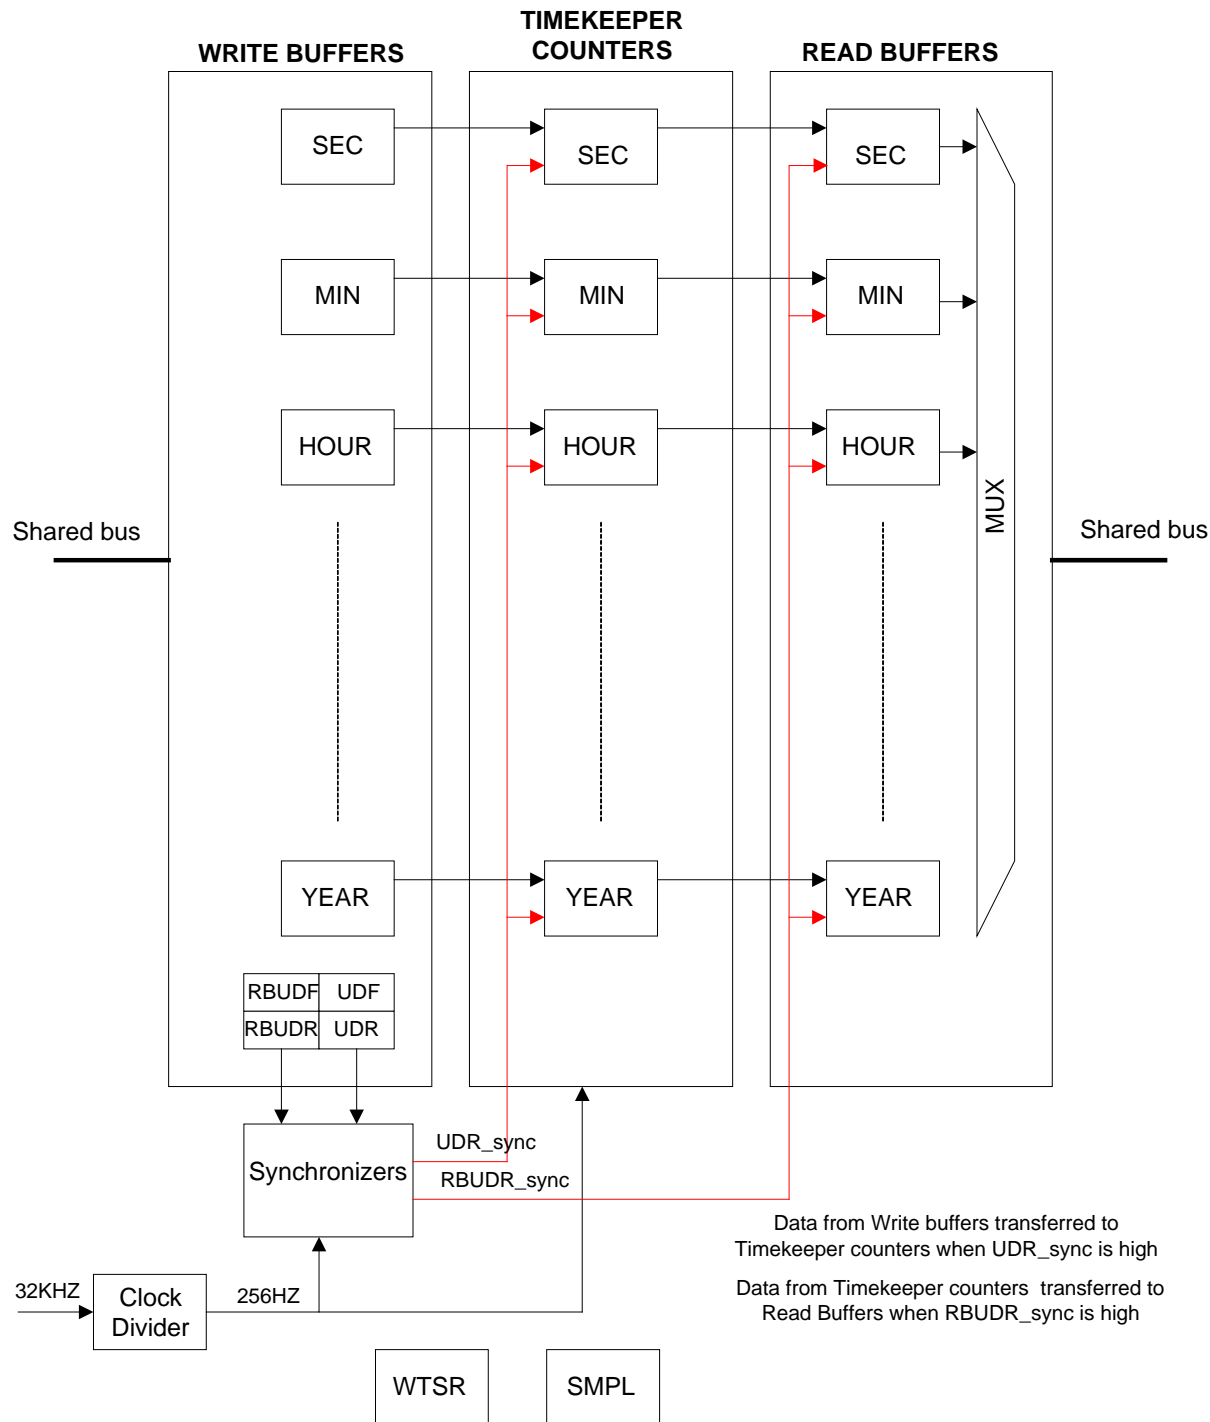 TIMEKEEPER
COUNTERS
WRITE BUFFERS
READ BUFFERS
SEC
SEC
SEC
MIN
MIN
MIN
HOUR
HOUR
HOUR
MUX
Shared bus
Shared bus
YEAR
YEAR
YEAR
RBUDF
UDF
RBUDR
UDR
Synchronizers
UDR_sync
RBUDR_sync
Data from Write buffers transferred to
Timekeeper counters when UDR_sync is high
Data from Timekeeper counters transferred to
Read Buffers when RBUDR_sync is high
32KHZ
Clock
Divider
256HZ
WTSR
SMPL